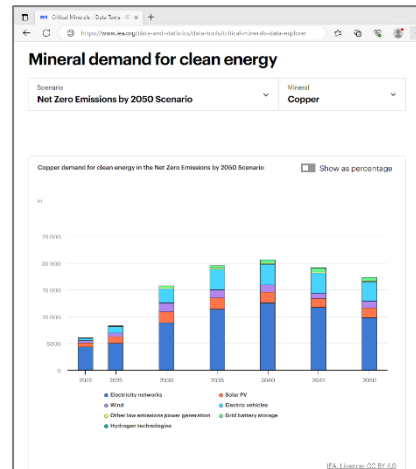 Critical Minerals - Data Tools - IE
https://www.iea.org/data-and-statistics/data-tools/critical-minerals-data-explorer
Mineral demand for clean energy
Scenario
Net Zero Emissions by 2050 Scenario
Mineral
Copper
Copper demand for clean energy in the Net Zero Emissions by 2050 Scenario
Show as percentage
kt
25 000
20 000
15 000
10 000
5000
0
2022 2025 2030 2035 2040 2045 2050
Electricity networks
Solar PV
Wind
Electric vehicles
Other low emissions power generation
Grid battery storage
Hydrogen technologies
IEA. Licence: CC BY 4.0